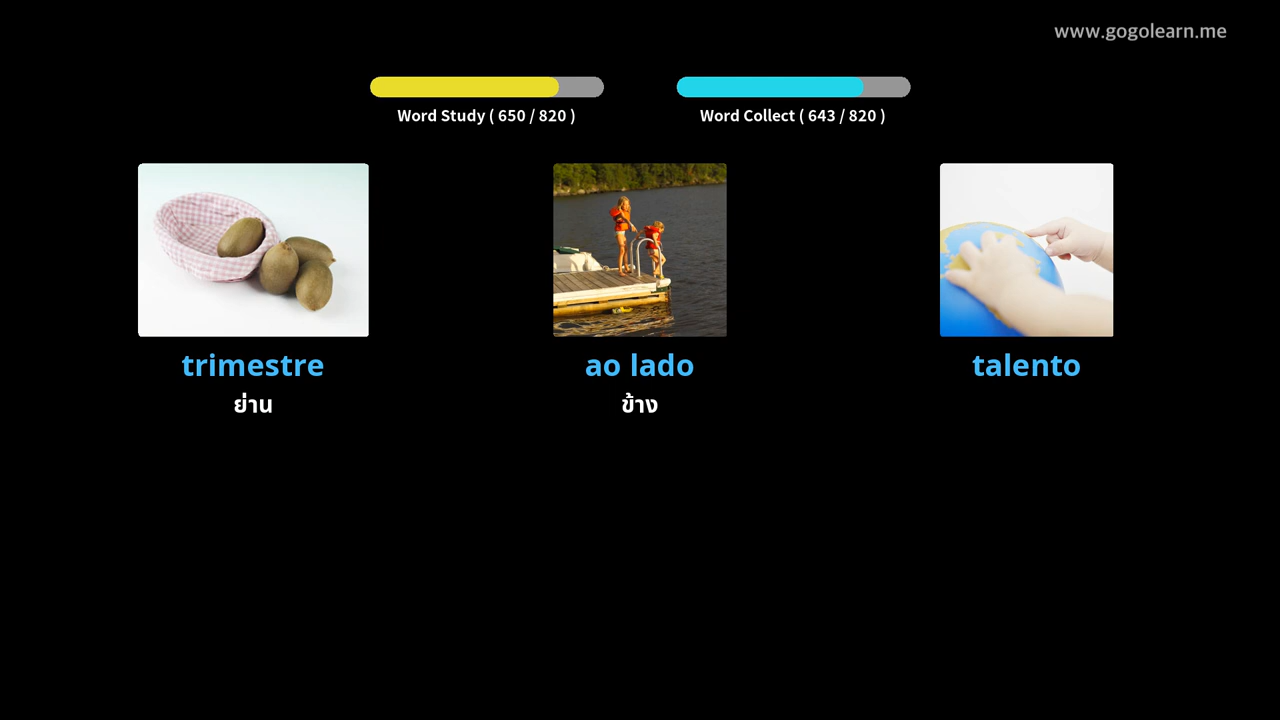 www.gogolearn.me
Word Study ( 650 / 820 )
Word Collect ( 643 / 820 )
trimestre
ย่าน
ao lado
ข้าง
talento